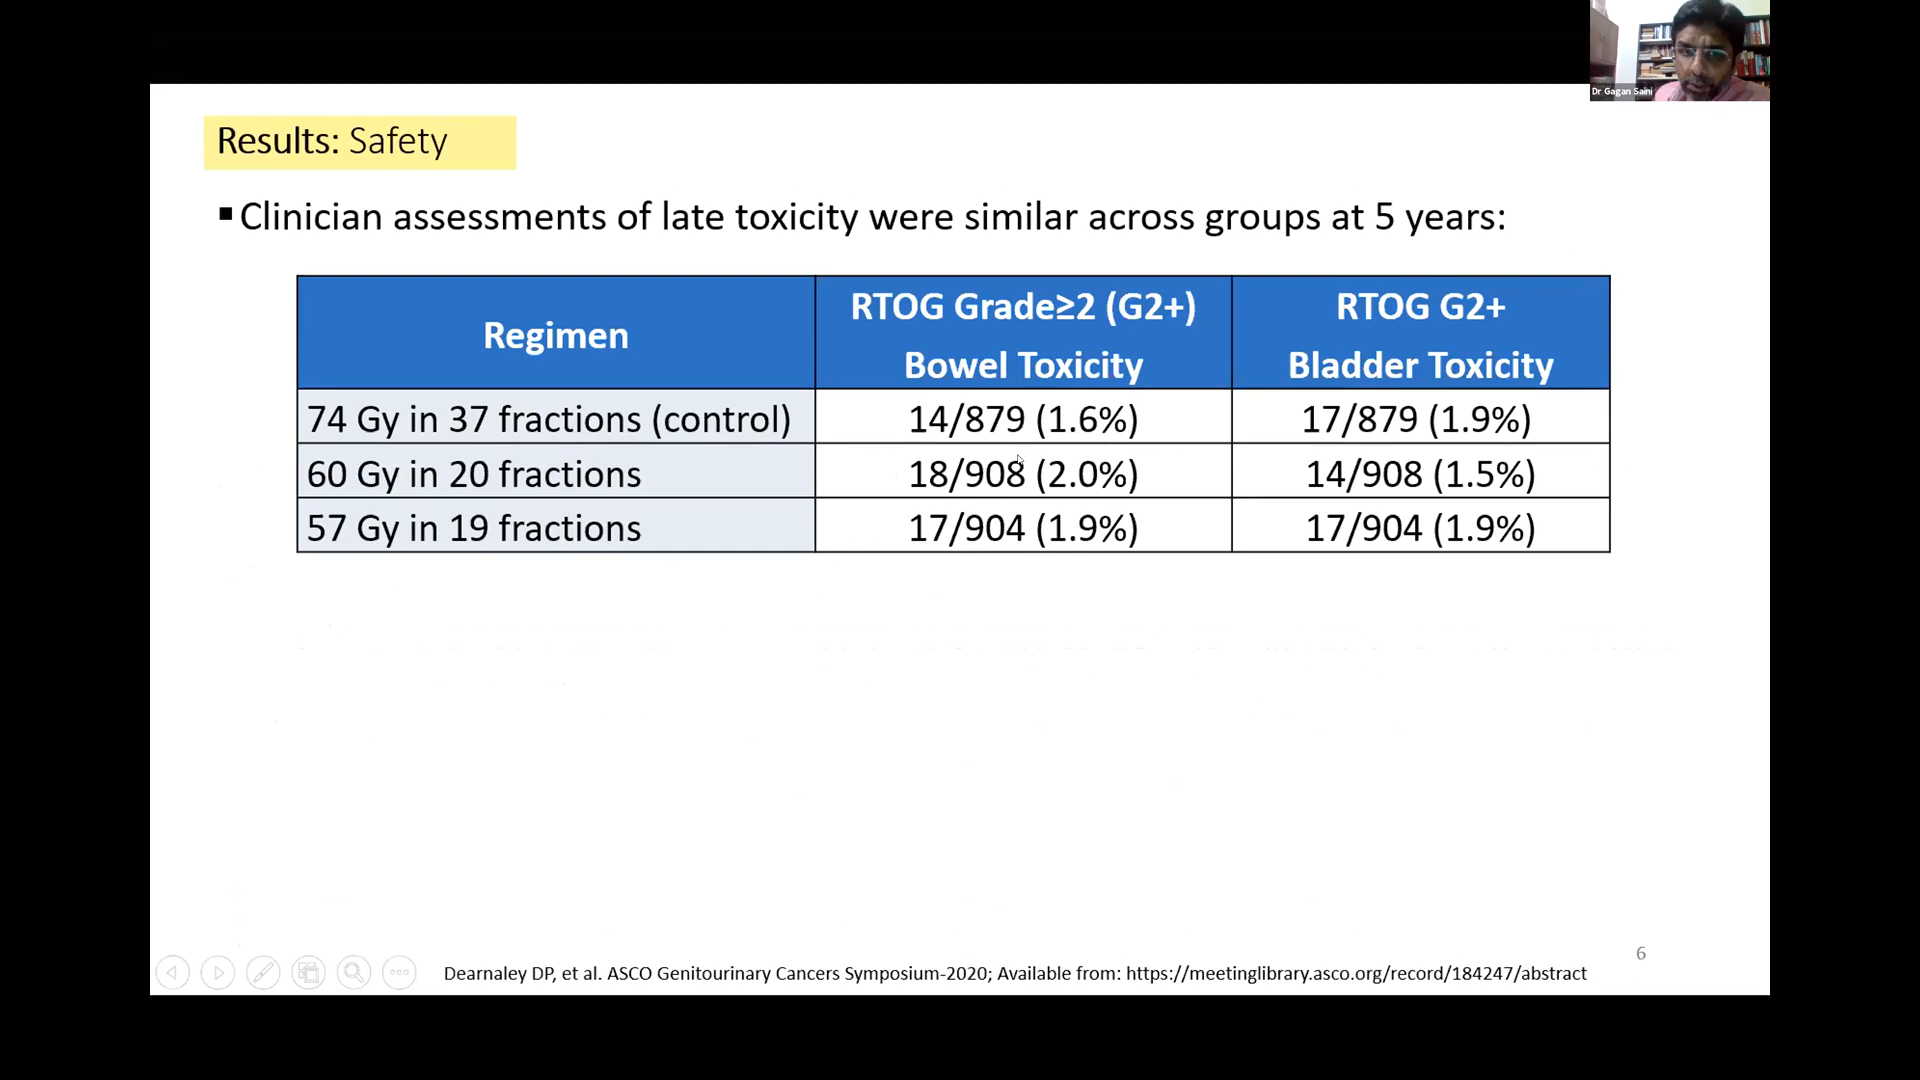 Dr Gagan Saini
Results: Safety
▪Clinician assessments of late toxicity were similar across groups at 5 years:
Regimen
RTOG Grade≥2 (G2+)
Bowel Toxicity
RTOG G2+
Bladder Toxicity
74 Gy in 37 fractions (control) 14/879 (1.6%) 17/879 (1.9%)
60 Gy in 20 fractions 18/908 (2.0%) 14/908 (1.5%)
57 Gy in 19 fractions 17/904 (1.9%) 17/904 (1.9%)
6
Dearnaley DP, et al. ASCO Genitourinary Cancers Symposium-2020; Available from: https://meetinglibrary.asco.org/record/184247/abstract